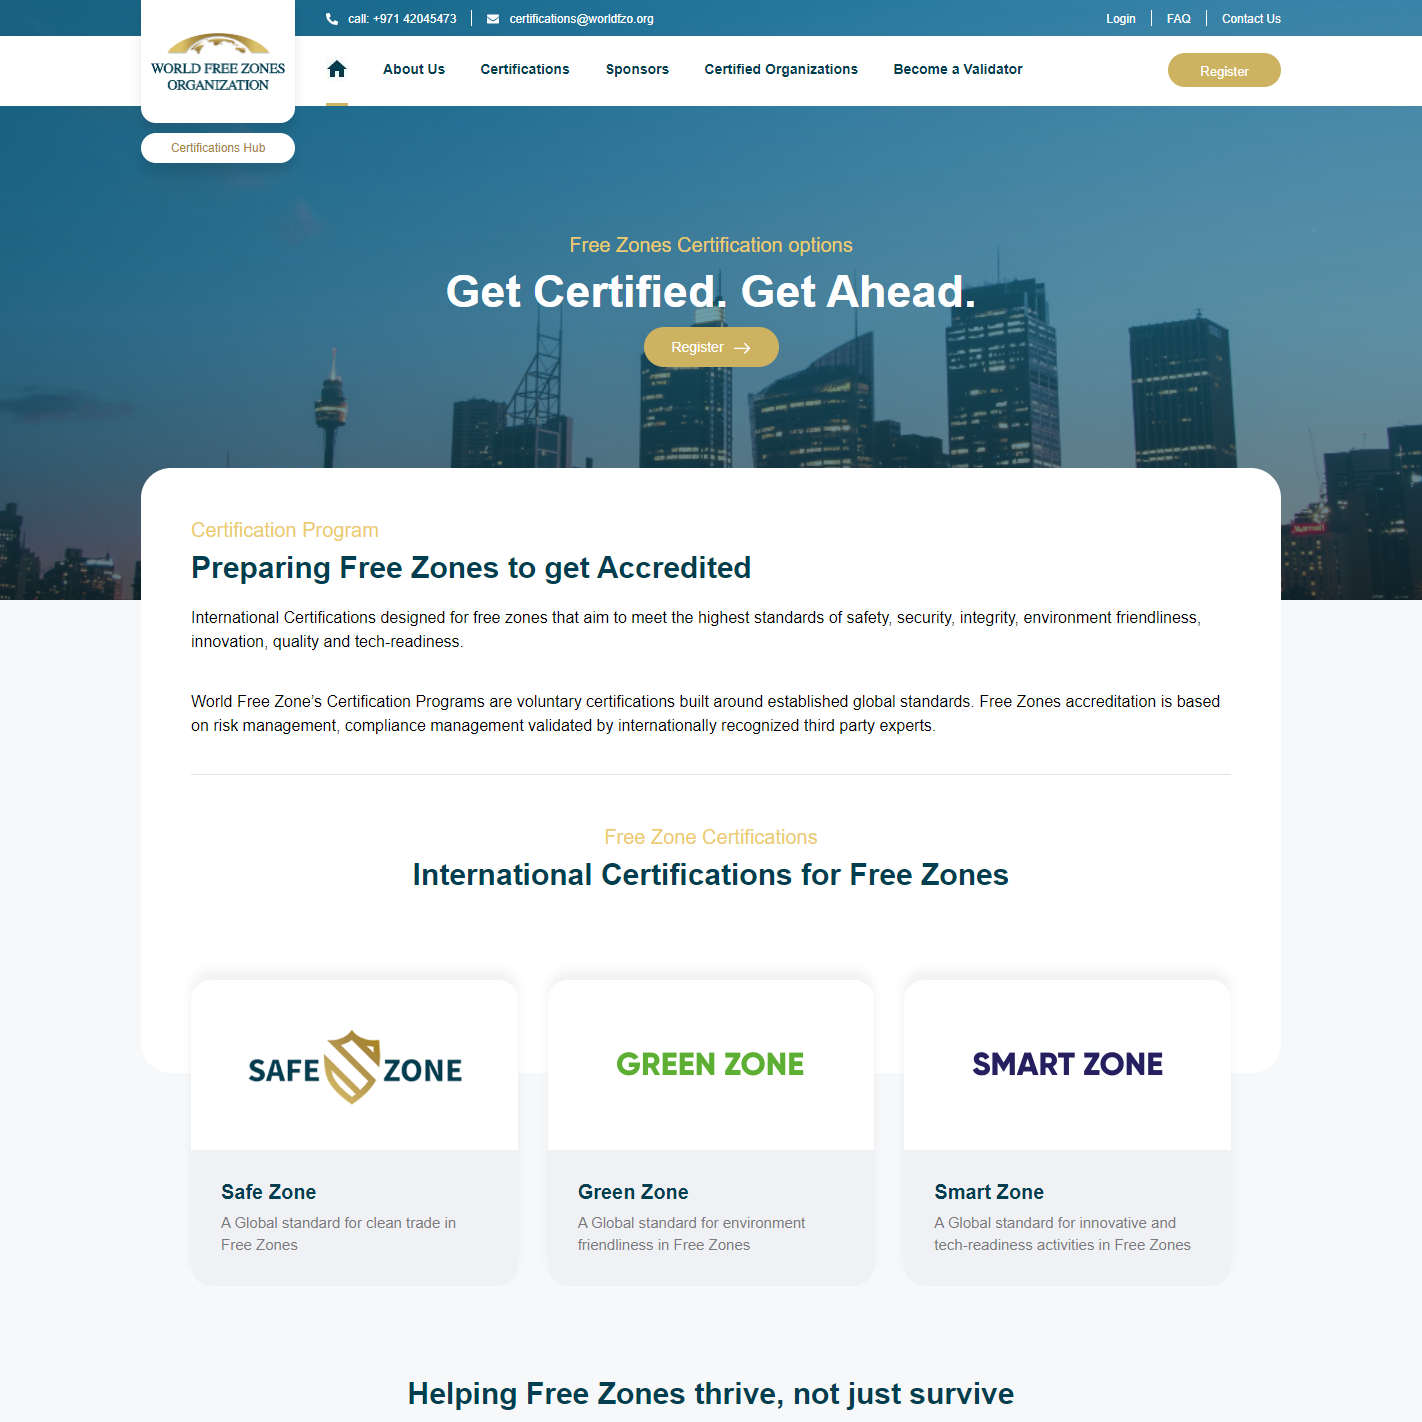 call: +971 42045473
certifications@worldfzo.org
Login
FAQ
Contact Us
WORLD FREE ZONES
ORGANIZATION
About Us
Certifications
Sponsors
Certified Organizations
Become a Validator
Register
Certifications Hub
Free Zones Certification options
Get Certified. Get Ahead.
Register
Marriott
Certification Program
Preparing Free Zones to get Accredited
International Certifications designed for free zones that aim to meet the highest standards of safety, security, integrity, environment friendliness,
innovation, quality and tech-readiness.
World Free Zone’s Certification Programs are voluntary certifications built around established global standards. Free Zones accreditation is based
on risk management, compliance management validated by internationally recognized third party experts.
Free Zone Certifications
International Certifications for Free Zones
SAFE ZONE
GREEN ZONE
SMART ZONE
Safe Zone
A Global standard for clean trade in
Free Zones
Green Zone
A Global standard for environment
friendliness in Free Zones
Smart Zone
A Global standard for innovative and
tech-readiness activities in Free Zones
Helping Free Zones thrive, not just survive